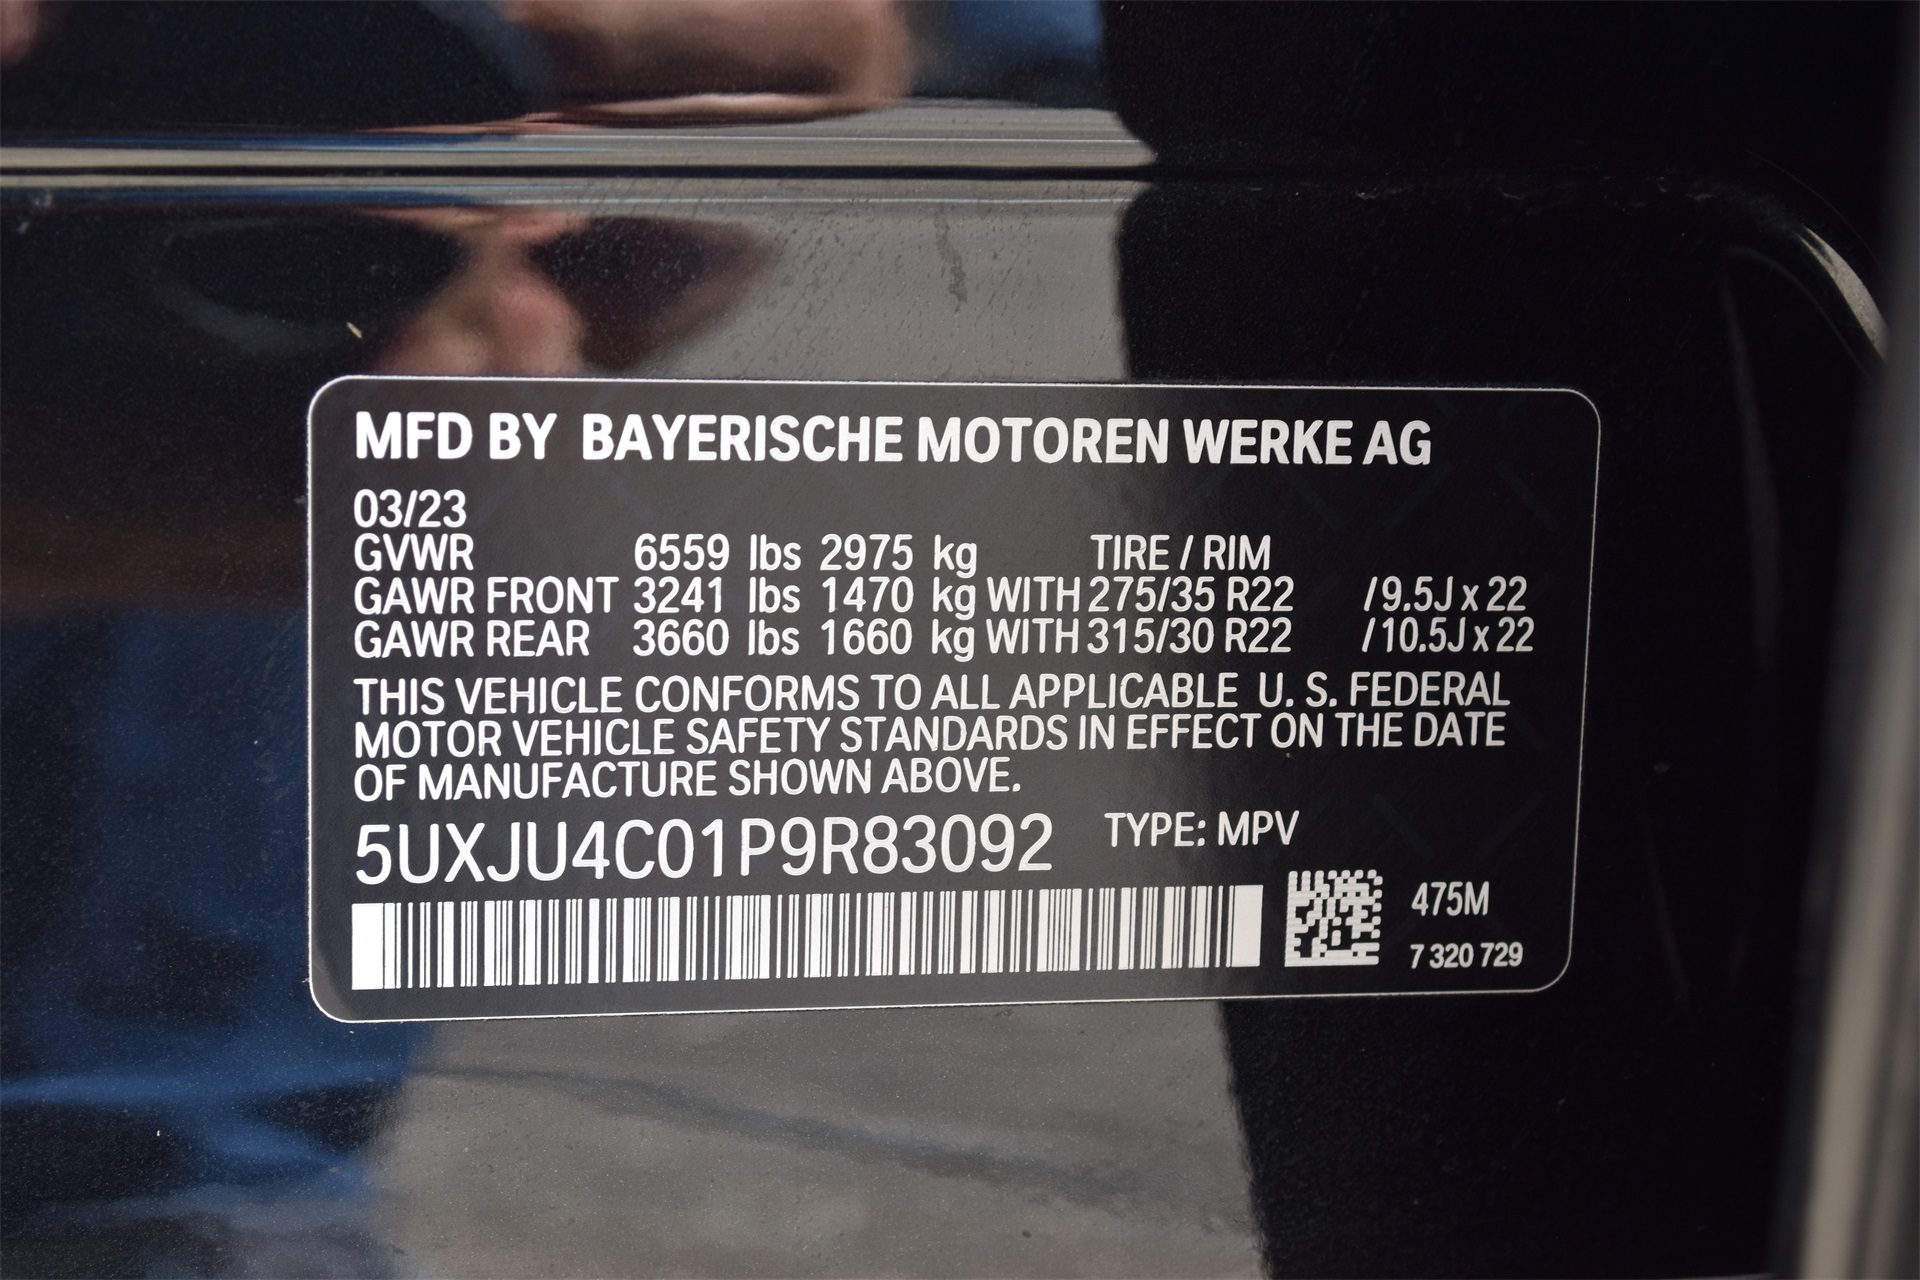 MFD BY BAYERISCHE MOTOREN WERKE AG
03/23
GVWR 6559 lbs 2975 kg TIRE / RIM
GAWR FRONT 3241 lbs 1470 kg WITH 275/35 R22 / 9.5J x 22
GAWR REAR 3660 lbs 1660 kg WITH 315/30 R22 / 10.5J x 22
THIS VEHICLE CONFORMS TO ALL APPLICABLE U. S. FEDERAL
MOTOR VEHICLE SAFETY STANDARDS IN EFFECT ON THE DATE
OF MANUFACTURE SHOWN ABOVE.
5UXJU4C01P9R83092 TYPE: MPV
475M
7 320 729